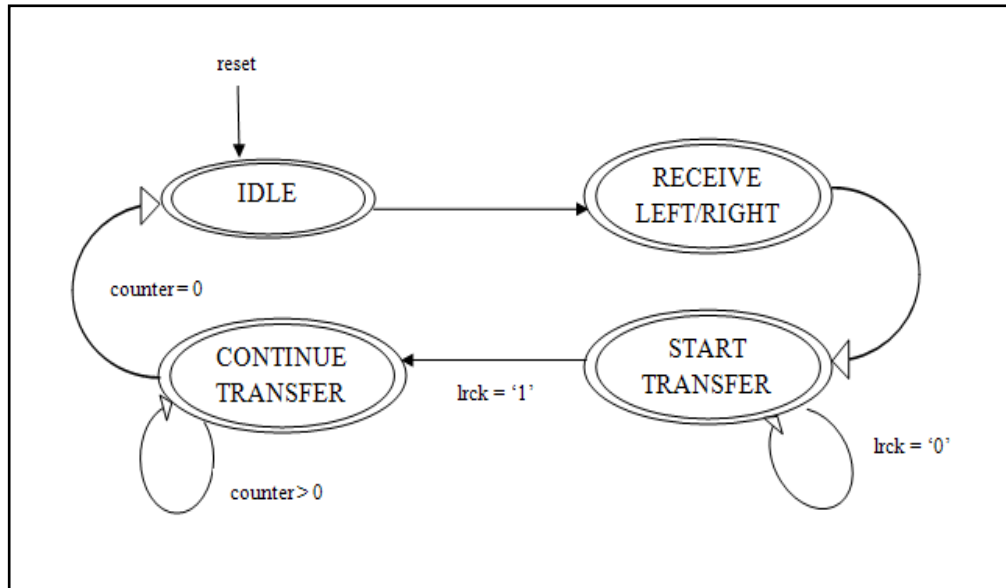 reset
IDLE
RECEIVE
LEFT/RIGHT
counter = 0
CONTINUE
TRANSFER
START
TRANSFER
lrck = ‘1’
lrck = ‘0’
counter > 0